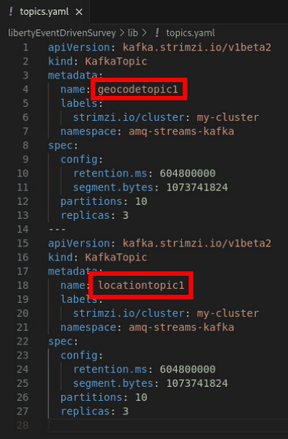 ! topics.yaml ×
libertyEventDrivenSurvey > lib > ! topics.yaml
1 apiVersion: kafka.strimzi.io/v1beta2
2 kind: KafkaTopic
3 metadata:
4   name: geocodetopic1
5   labels:
6     strimzi.io/cluster: my-cluster
7   namespace: amq-streams-kafka
8 spec:
9   config:
10     retention.ms: 604800000
11     segment.bytes: 1073741824
12   partitions: 10
13   replicas: 3
14 ---
15 apiVersion: kafka.strimzi.io/v1beta2
16 kind: KafkaTopic
17 metadata:
18   name: locationtopic1
19   labels:
20     strimzi.io/cluster: my-cluster
21   namespace: amq-streams-kafka
22 spec:
23   config:
24     retention.ms: 604800000
25     segment.bytes: 1073741824
26   partitions: 10
27   replicas: 3
28